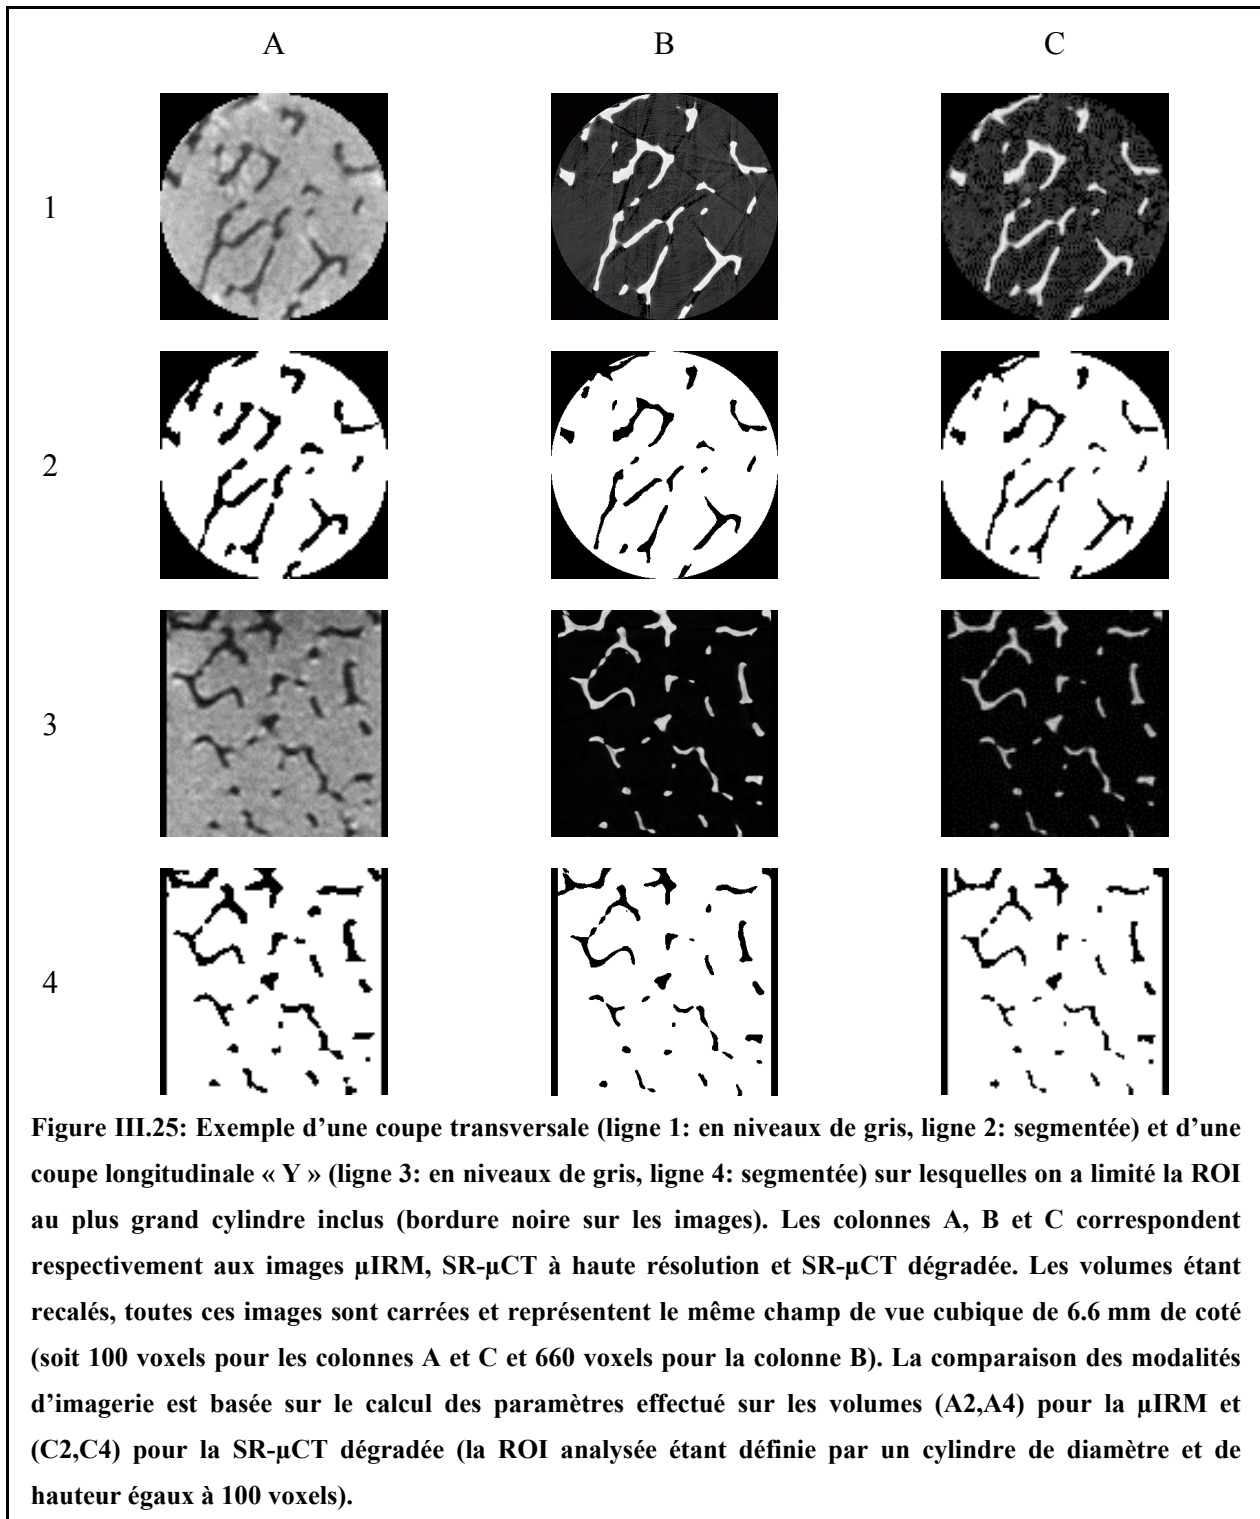 A B C
1
2
3
4
Figure III.25: Exemple d’une coupe transversale (ligne 1: en niveaux de gris, ligne 2: segmentée) et d’une
coupe longitudinale « Y » (ligne 3: en niveaux de gris, ligne 4: segmentée) sur lesquelles on a limité la ROI
au plus grand cylindre inclus (bordure noire sur les images). Les colonnes A, B et C correspondent
respectivement aux images µIRM, SR-µCT à haute résolution et SR-µCT dégradée. Les volumes étant
recalés, toutes ces images sont carrées et représentent le même champ de vue cubique de 6.6 mm de coté
(soit 100 voxels pour les colonnes A et C et 660 voxels pour la colonne B). La comparaison des modalités
d’imagerie est basée sur le calcul des paramètres effectué sur les volumes (A2,A4) pour la µIRM et
(C2,C4) pour la SR-µCT dégradée (la ROI analysée étant définie par un cylindre de diamètre et de
hauteur égaux à 100 voxels).